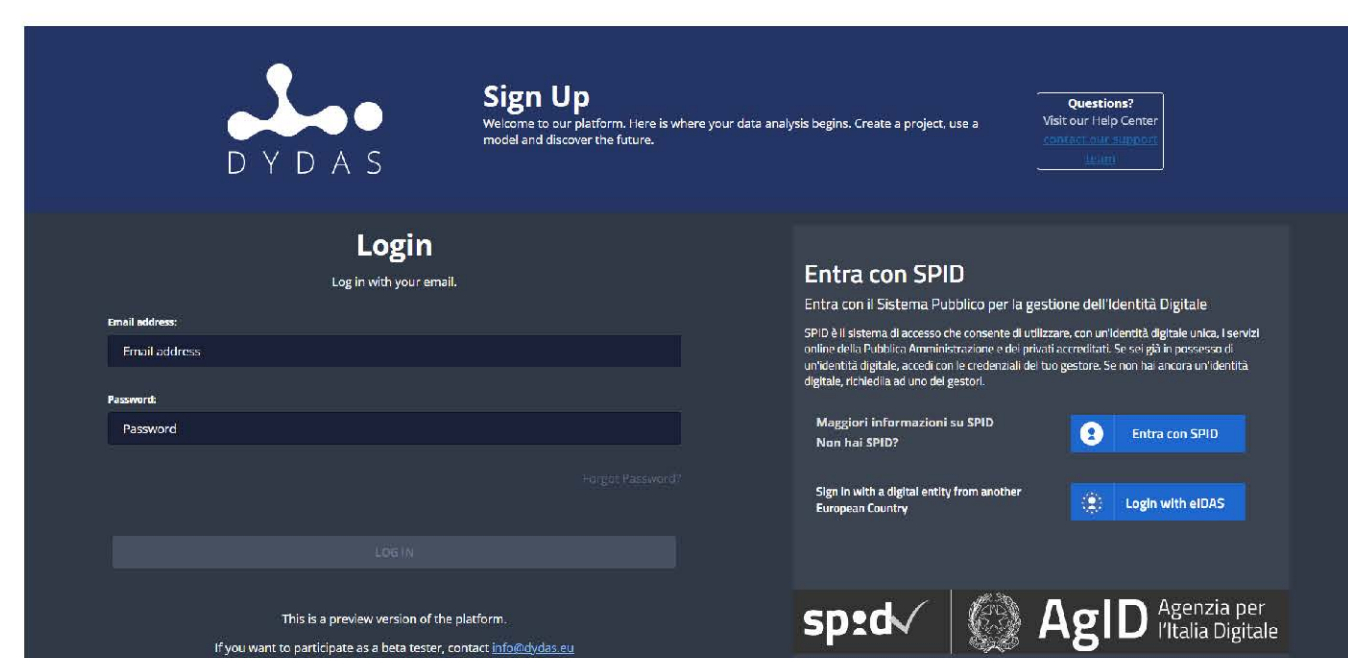 DYDAS
Sign Up
Welcome to our platform. Here is where your data analysis begins. Create a project, use a
model and discover the future.
Questions?
Visit our Help Center
contact our support
team
Login
Log in with your email.
Email address:
Email address
Password:
Password
Forgot Password?
LOG IN
This is a preview version of the platform.
If you want to participate as a beta tester, contact info@dydas.eu
Entra con SPID
Entra con il Sistema Pubblico per la gestione dell'Identità Digitale
SPID è il sistema di accesso che consente di utilizzare, con un'identità digitale unica, i servizi
online della Pubblica Amministrazione e dei privati accreditati. Se sei già in possesso di
un'identità digitale, accedi con le credenziali del tuo gestore. Se non hai ancora un'identità
digitale, richiedila ad uno dei gestori.
Maggiori informazioni su SPID
Non hai SPID?
Entra con SPID
Sign in with a digital entity from another
European Country
Login with eIDAS
spid
AgID
Agenzia per
l'Italia Digitale